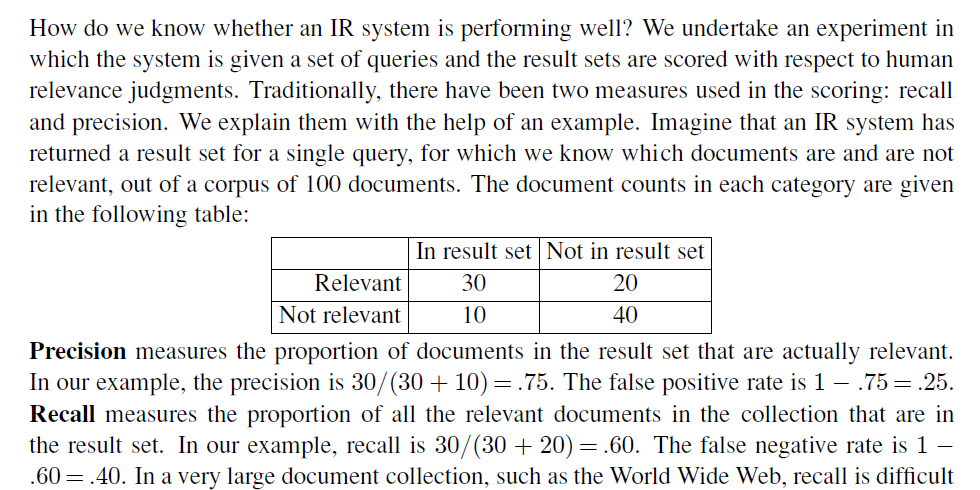 How do we know whether an IR system is performing well? We undertake an experiment in
which the system is given a set of queries and the result sets are scored with respect to human
relevance judgments. Traditionally, there have been two measures used in the scoring: recall
and precision. We explain them with the help of an example. Imagine that an IR system has
returned a result set for a single query, for which we know which documents are and are not
relevant, out of a corpus of 100 documents. The document counts in each category are given
in the following table:
In result set Not in result set
Relevant 30 20
Not relevant 10 40
Precision measures the proportion of documents in the result set that are actually relevant.
In our example, the precision is 30/(30 + 10) = .75. The false positive rate is 1 − .75 = .25.
Recall measures the proportion of all the relevant documents in the collection that are in
the result set. In our example, recall is 30/(30 + 20) = .60. The false negative rate is 1 −
.60 = .40. In a very large document collection, such as the World Wide Web, recall is difficult